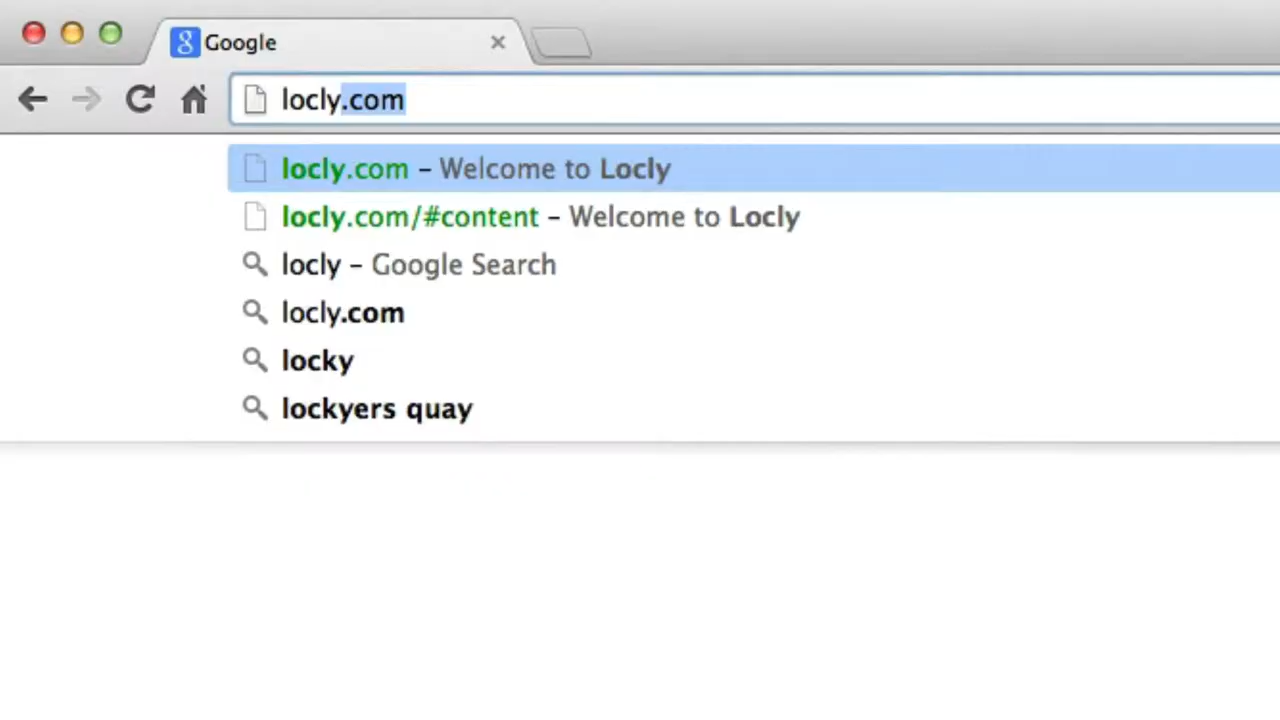 Google
locly.com
locly.com – Welcome to Locly
locly.com/#content – Welcome to Locly
locly – Google Search
locly.com
locky
lockyers quay